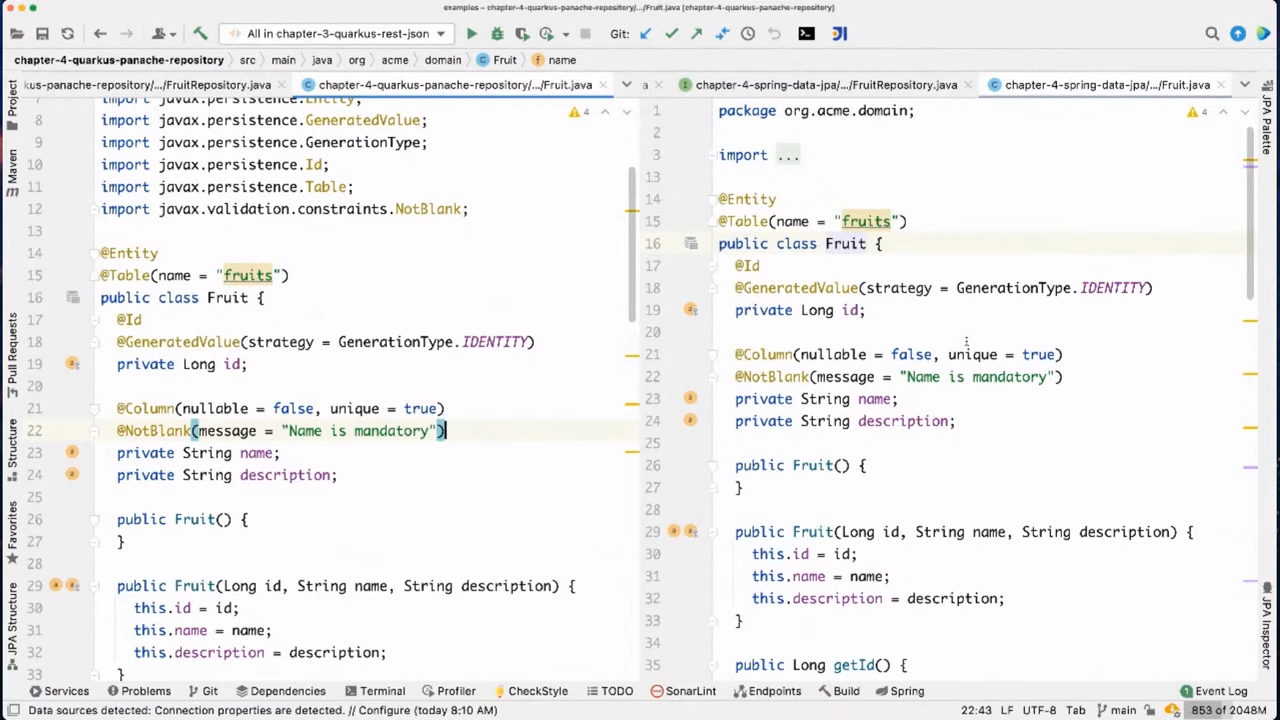 examples – chapter-4-quarkus-panache-repository/.../Fruit.java [chapter-4-quarkus-panache-repository]
All in chapter-3-quarkus-rest-json
Git:
chapter-4-quarkus-panache-repository
src
main
java
org
acme
domain
Fruit
name
kus-panache-repository/.../FruitRepository.java
chapter-4-quarkus-panache-repository/.../Fruit.java
a
chapter-4-spring-data-jpa/.../FruitRepository.java
chapter-4-spring-data-jpa/.../Fruit.java
Project
Maven
Pull Requests
Structure
Favorites
JPA Structure
4
7 import javax.persistence.Entity;
8 import javax.persistence.GeneratedValue;
9 import javax.persistence.GenerationType;
10 import javax.persistence.Id;
11 import javax.persistence.Table;
12 import javax.validation.constraints.NotBlank;
13
14 @Entity
15 @Table(name = "fruits")
16 public class Fruit {
17 @Id
18 @GeneratedValue(strategy = GenerationType.IDENTITY)
19 private Long id;
20
21 @Column(nullable = false, unique = true)
22 @NotBlank(message = "Name is mandatory")
23 private String name;
24 private String description;
25
26 public Fruit() {
27 }
28
29 public Fruit(Long id, String name, String description) {
30 this.id = id;
31 this.name = name;
32 this.description = description;
33 }
4
1 package org.acme.domain;
2
3 import ...
14 @Entity
15 @Table(name = "fruits")
16 public class Fruit {
17 @Id
18 @GeneratedValue(strategy = GenerationType.IDENTITY)
19 private Long id;
20
21 @Column(nullable = false, unique = true)
22 @NotBlank(message = "Name is mandatory")
23 private String name;
24 private String description;
25
26 public Fruit() {
27 }
28
29 public Fruit(Long id, String name, String description) {
30 this.id = id;
31 this.name = name;
32 this.description = description;
33 }
34
35 public Long getId() {
JPA Palette
JPA Inspector
Services
Problems
Git
Dependencies
Terminal
Profiler
CheckStyle
TODO
SonarLint
Endpoints
Build
Spring
Event Log
Data sources detected: Connection properties are detected. // Configure (today 8:10 AM)
22:43 LF UTF-8 Tab main 853 of 2048M